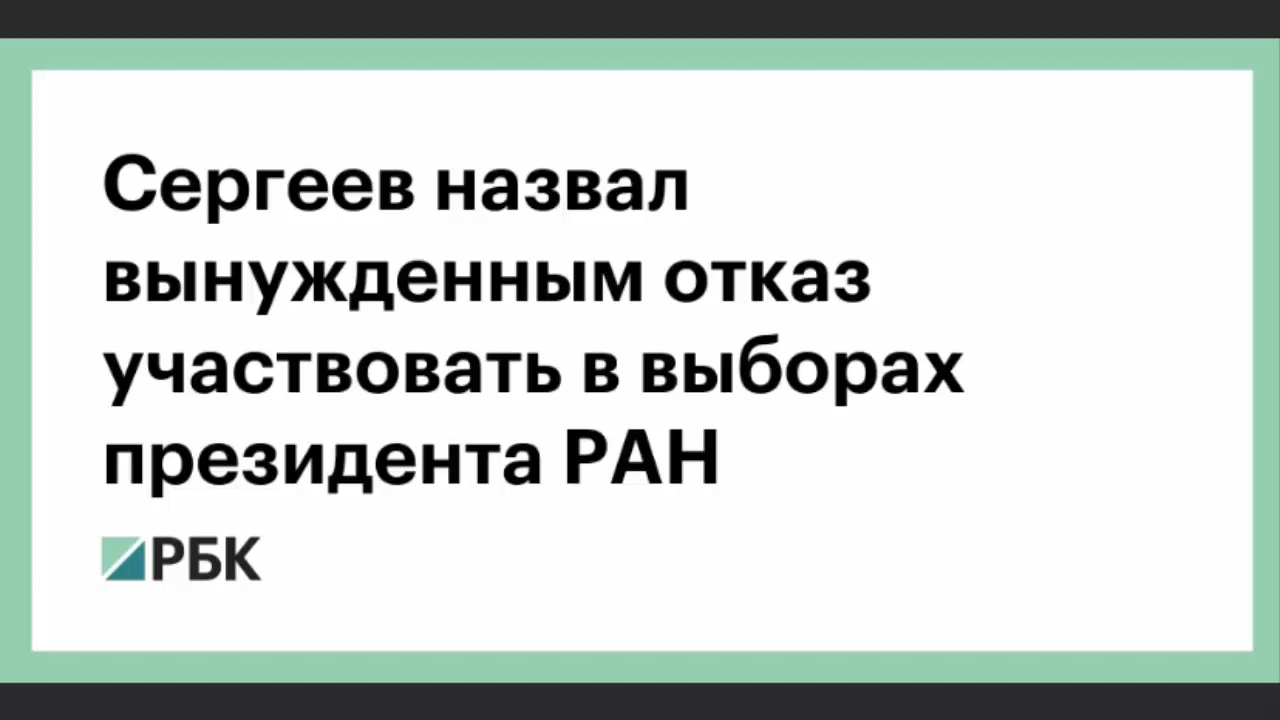 Сергеев назвал
вынужденным отказ
участвовать в выборах
президента РАН
РБК